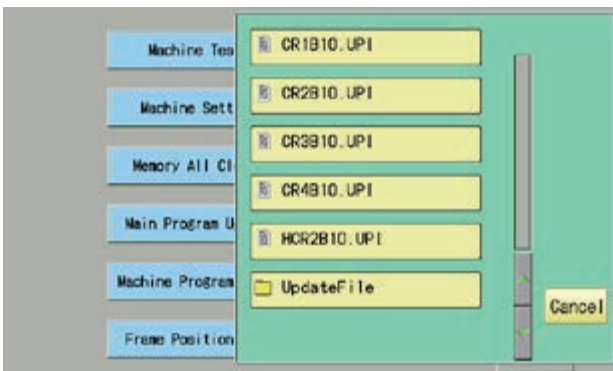 Machine Tes
Machine Sett
Memory All Cl
Main Program U
Machine Program
Frame Position
CR1B10.UPI
CR2B10.UPI
CR3B10.UPI
CR4B10.UPI
HCR2B10.UPI
UpdateFile
Cancel